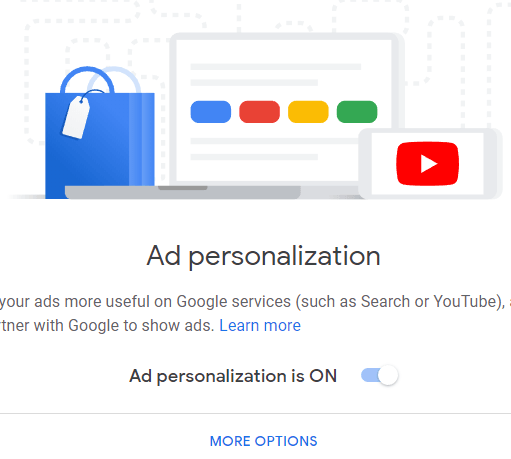 Ad personalization
your ads more useful on Google services (such as Search or YouTube),
tner with Google to show ads. Learn more
Ad personalization is ON
MORE OPTIONS